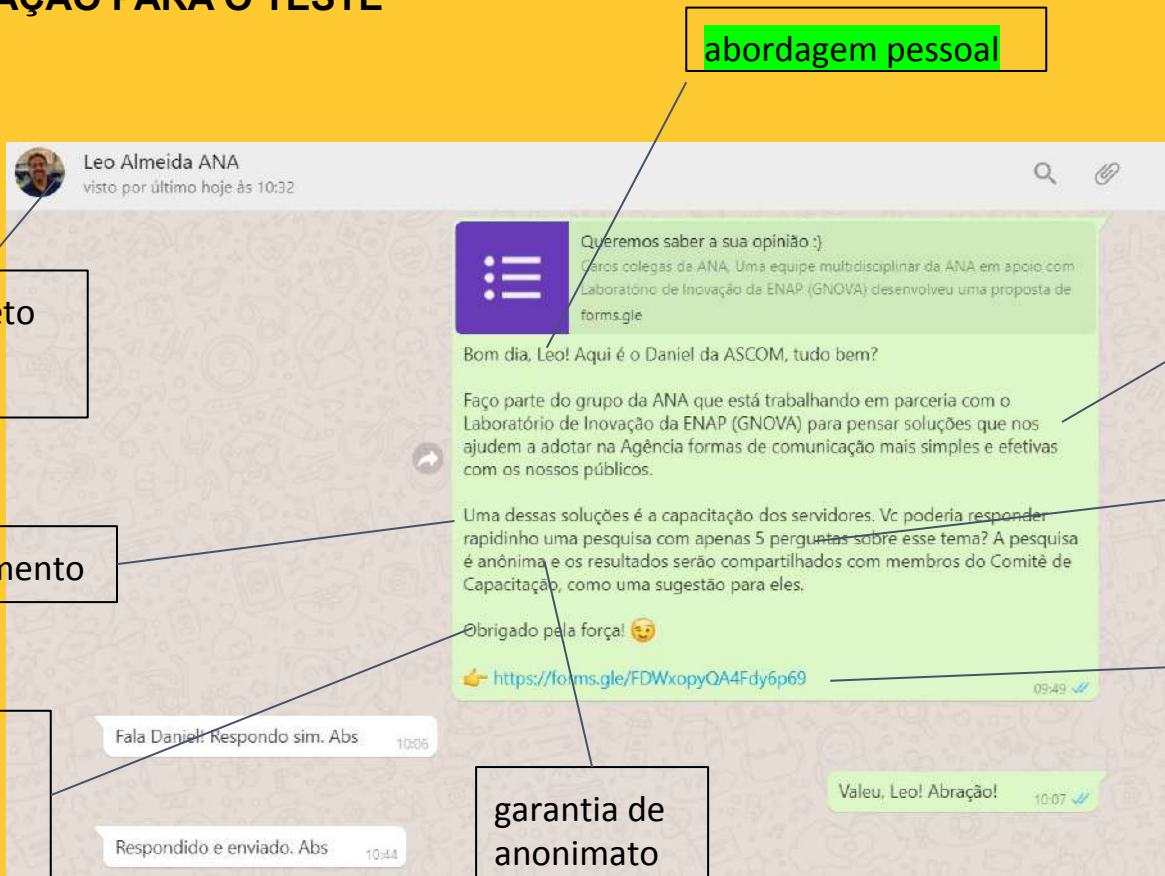 AÇÃO PARA O TESTE
abordagem pessoal
Leo Almeida ANA
visto por último hoje às 10:32
Queremos saber a sua opinião :}
Caros colegas da ANA, Uma equipe multidisciplinar da ANA em apoio com
Laboratório de Inovação da ENAP (GNOVA) desenvolveu uma proposta de
forms.gle
Bom dia, Leo! Aqui é o Daniel da ASCOM, tudo bem?
Faço parte do grupo da ANA que está trabalhando em parceria com o
Laboratório de Inovação da ENAP (GNOVA) para pensar soluções que nos
ajudem a adotar na Agência formas de comunicação mais simples e efetivas
com os nossos públicos.
Uma dessas soluções é a capacitação dos servidores. Vc poderia responder
rapidinho uma pesquisa com apenas 5 perguntas sobre esse tema? A pesquisa
é anônima e os resultados serão compartilhados com membros do Comitê de
Capacitação, como uma sugestão para eles.
Obrigado pela força! 😉
👉 https://forms.gle/FDWxopyQA4Fdy6p69
09:49
eto
mento
Fala Daniel! Respondo sim. Abs 10:06
garantia de
anonimato
Valeu, Leo! Abração! 10:07
Respondido e enviado. Abs 10:44